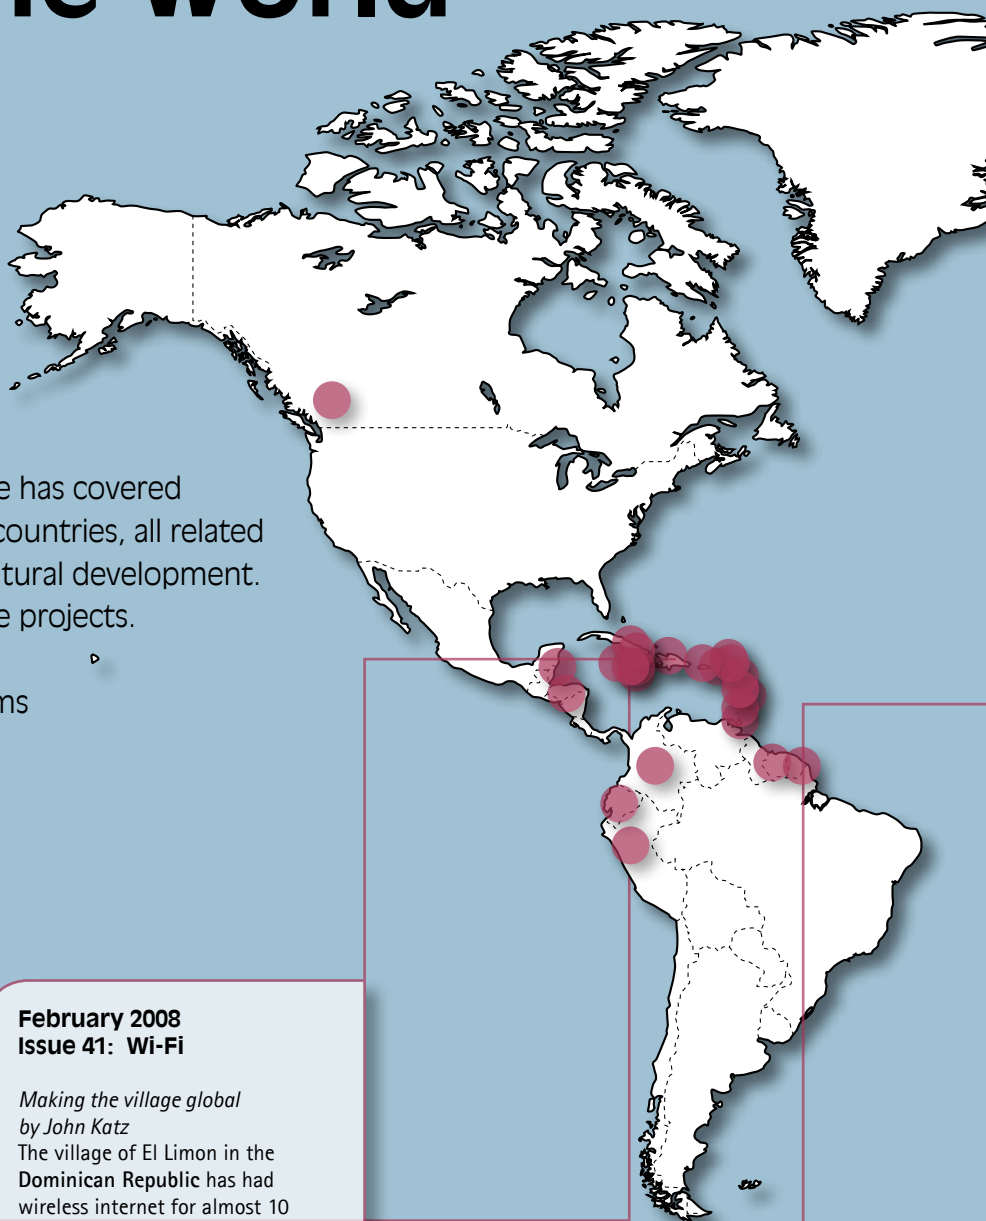 he world
e has covered
countries, all related
tural development.
e projects.
ms
February 2008
Issue 41: Wi-Fi
Making the village global
by John Katz
The village of El Limon in the
Dominican Republic has had
wireless internet for almost 10